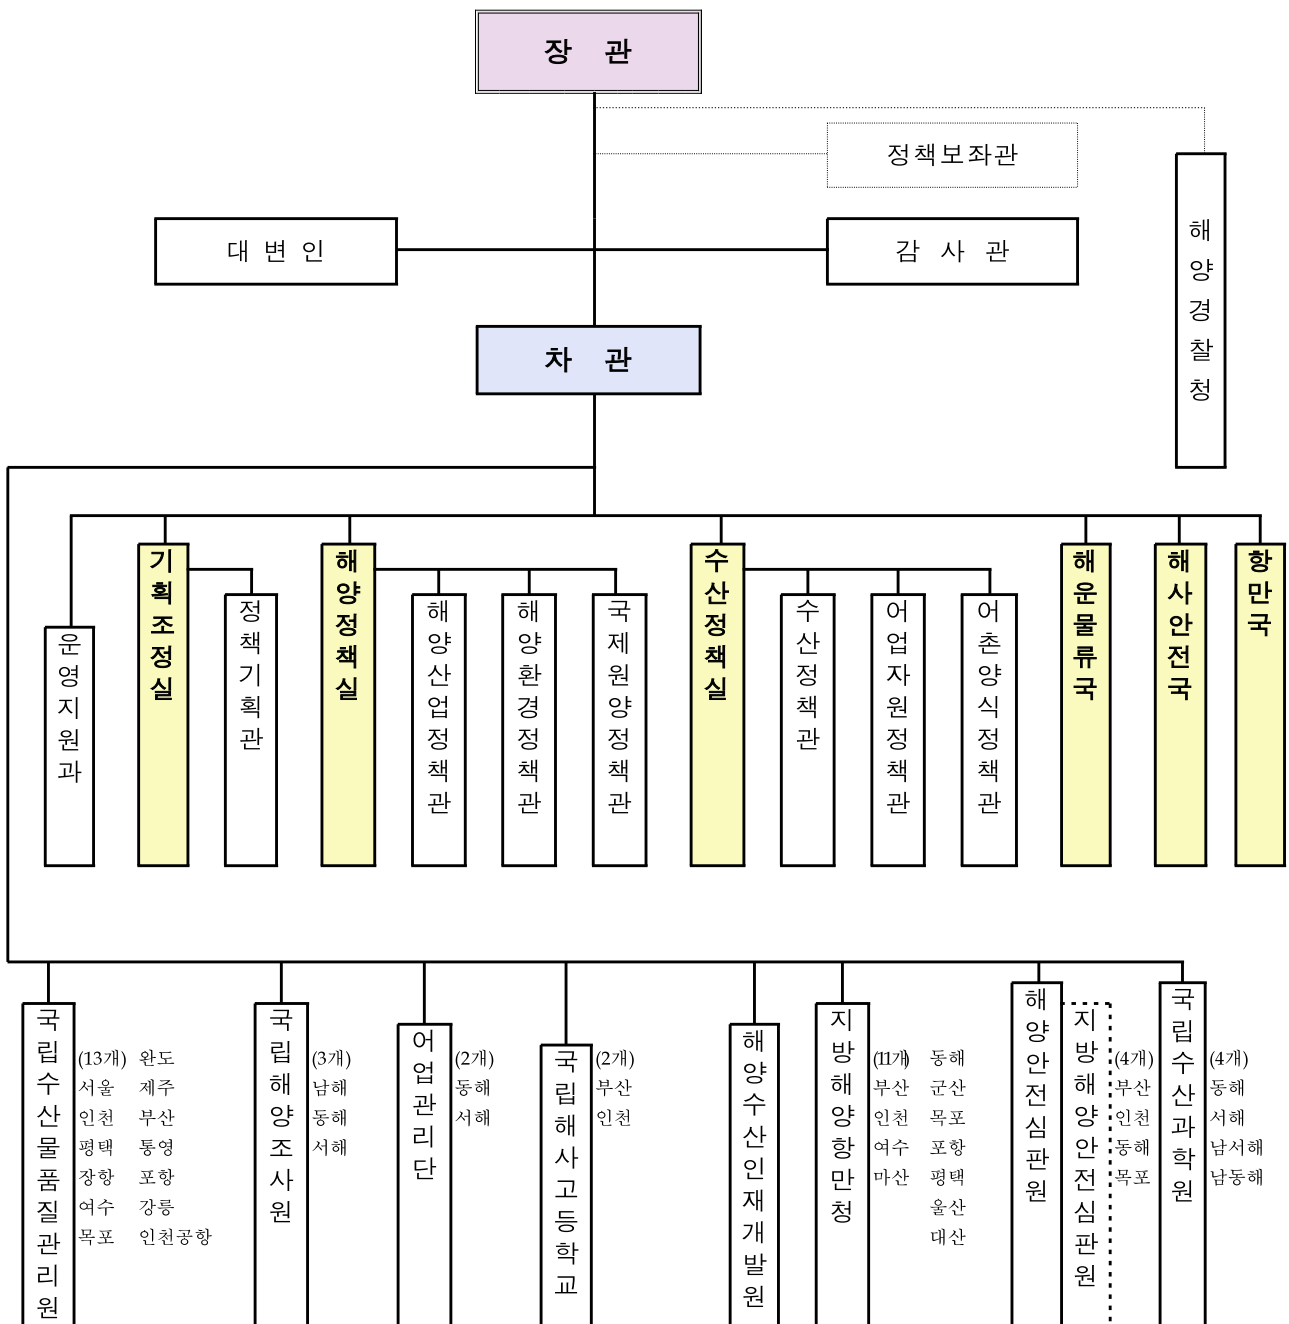 장 관
정책보좌관
해양경찰청
대 변 인
감 사 관
차 관
운영지원과
기획조정실
정책기획관
해양정책실
해양산업정책관
해양환경정책관
국제원양정책관
수산정책실
수산정책관
어업자원정책관
어촌양식정책관
해운물류국
해사안전국
항만국
국립수산물품질관리원
(13개) 완도
서울 제주
인천 부산
평택 통영
장항 포항
여수 강릉
목포 인천공항
국립해양조사원
(3개)
남해
동해
서해
어업관리단
(2개)
동해
서해
국립해사고등학교
(2개)
부산
인천
해양수산인재개발원
지방해양항만청
(11개) 동해
부산 군산
인천 목포
여수 포항
마산 평택
울산
대산
해양안전심판원
지방해양안전심판원
(4개)
부산
인천
동해
목포
국립수산과학원
(4개)
동해
서해
남서해
남동해